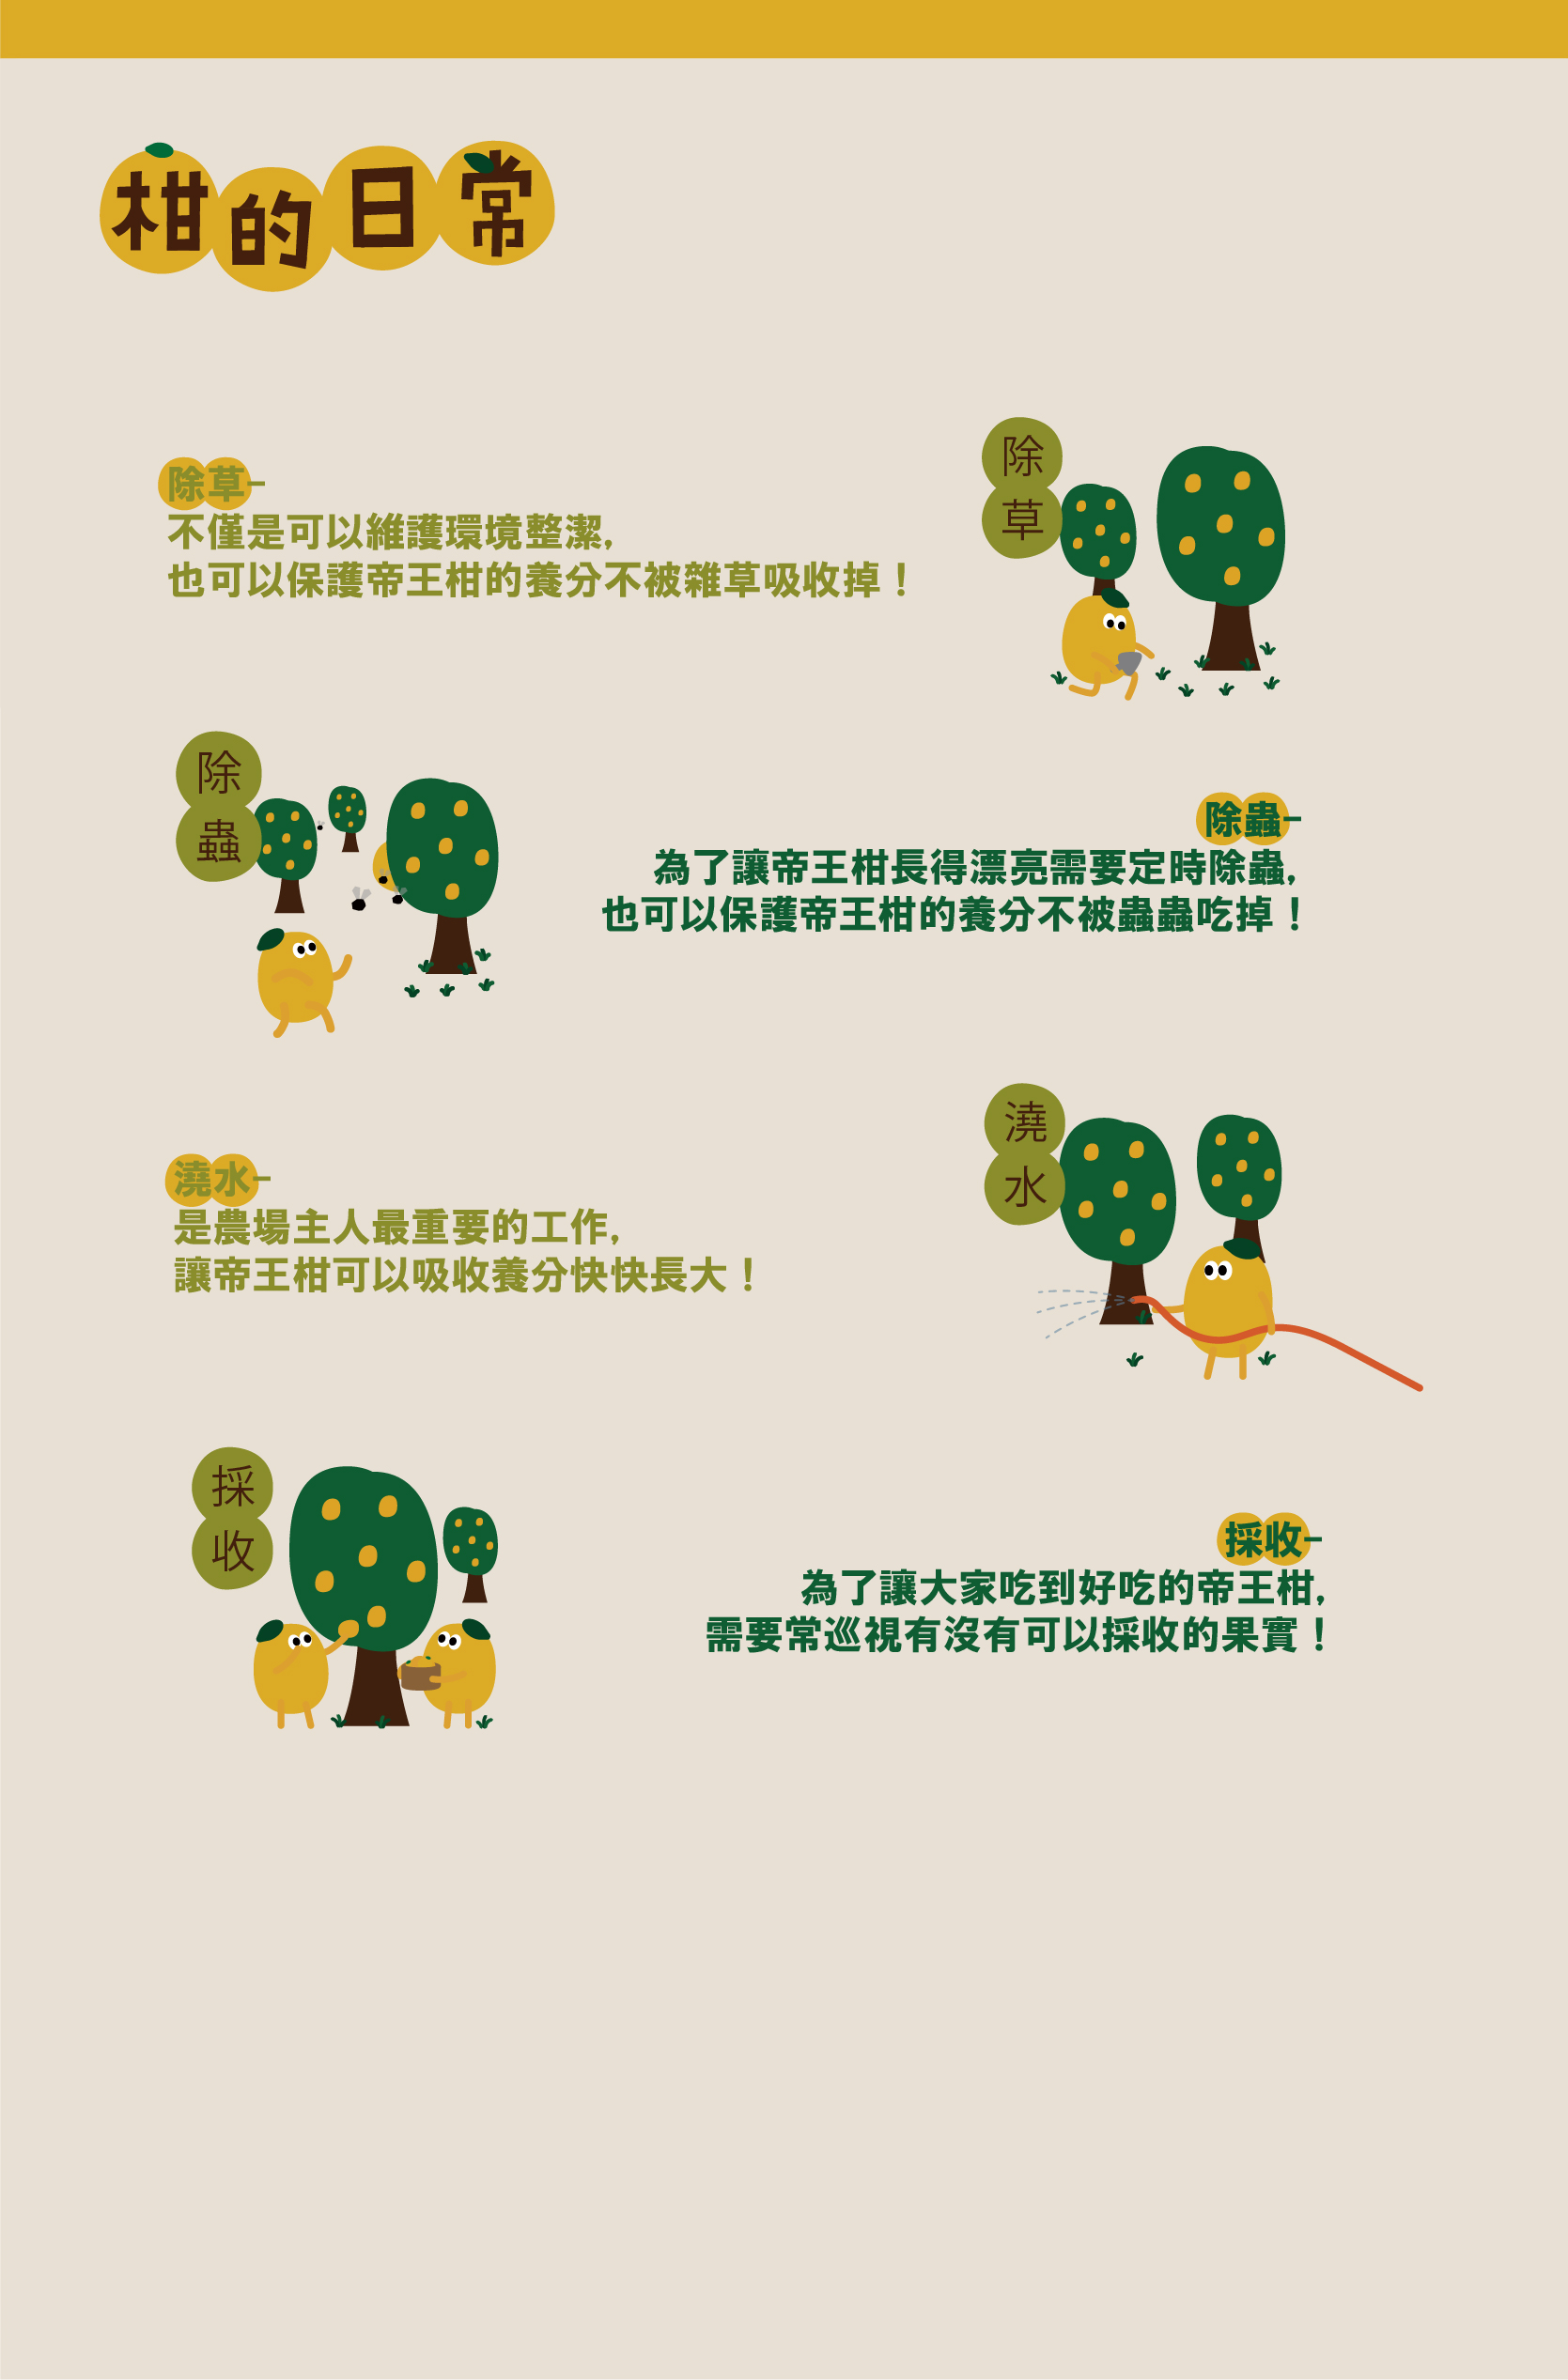 柑的日常
除草-
不僅是可以維護環境整潔,
也可以保護帝王柑的養分不被雜草吸收掉！
除草
除蟲
除蟲-
為了讓帝王柑長得漂亮需要定時除蟲,
也可以保護帝王柑的養分不被蟲蟲吃掉！
澆水-
是農場主人最重要的工作,
讓帝王柑可以吸收養分快快長大！
澆水
採收
採收-
為了讓大家吃到好吃的帝王柑,
需要常巡視有沒有可以採收的果實！